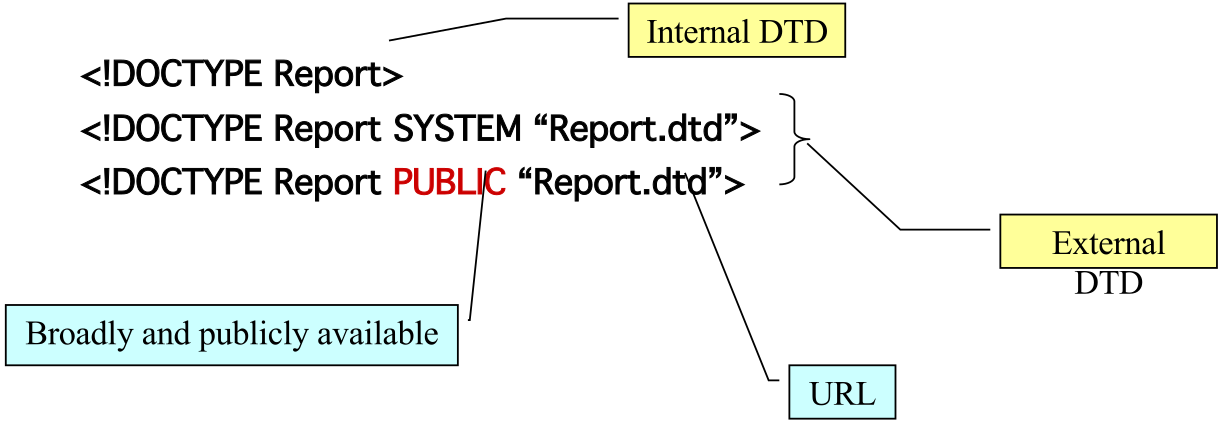 Internal DTD
<!DOCTYPE Report>
<!DOCTYPE Report SYSTEM “Report.dtd”>
<!DOCTYPE Report PUBLIC “Report.dtd”>
External
DTD
Broadly and publicly available
URL